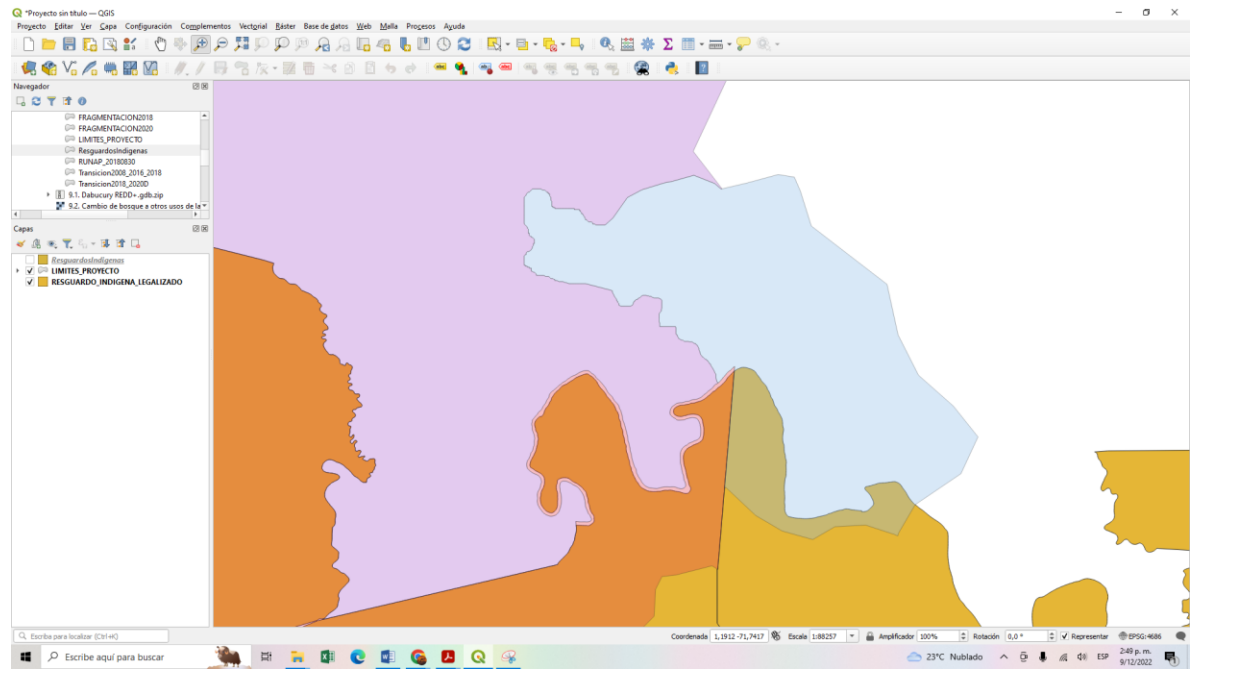 *Proyecto sin título — QGIS
Proyecto Editar Ver Capa Configuración Complementos Vectorial Ráster Base de datos Web Malla Procesos Ayuda
Navegador
FRAGMENTACION2018
FRAGMENTACION2020
LIMITES_PROYECTO
ResguardosIndigenas
RUNAP_20180830
Transicion2008_2016_2018
Transicion2018_2020D
9.1. Dabucury REDD+.gdb.zip
9.2. Cambio de bosque a otros usos de la
Capas
ResguardosIndigenas
LIMITES_PROYECTO
RESGUARDO_INDIGENA_LEGALIZADO
Escriba para localizar (Ctrl+K)
Coordenada 1,1912 -71,7417 Escala 1:88257 Amplificador 100% Rotación 0,0 ° Representar EPSG:4686
Escribe aquí para buscar
23°C Nublado
ESP
2:49 p. m.
9/12/2022